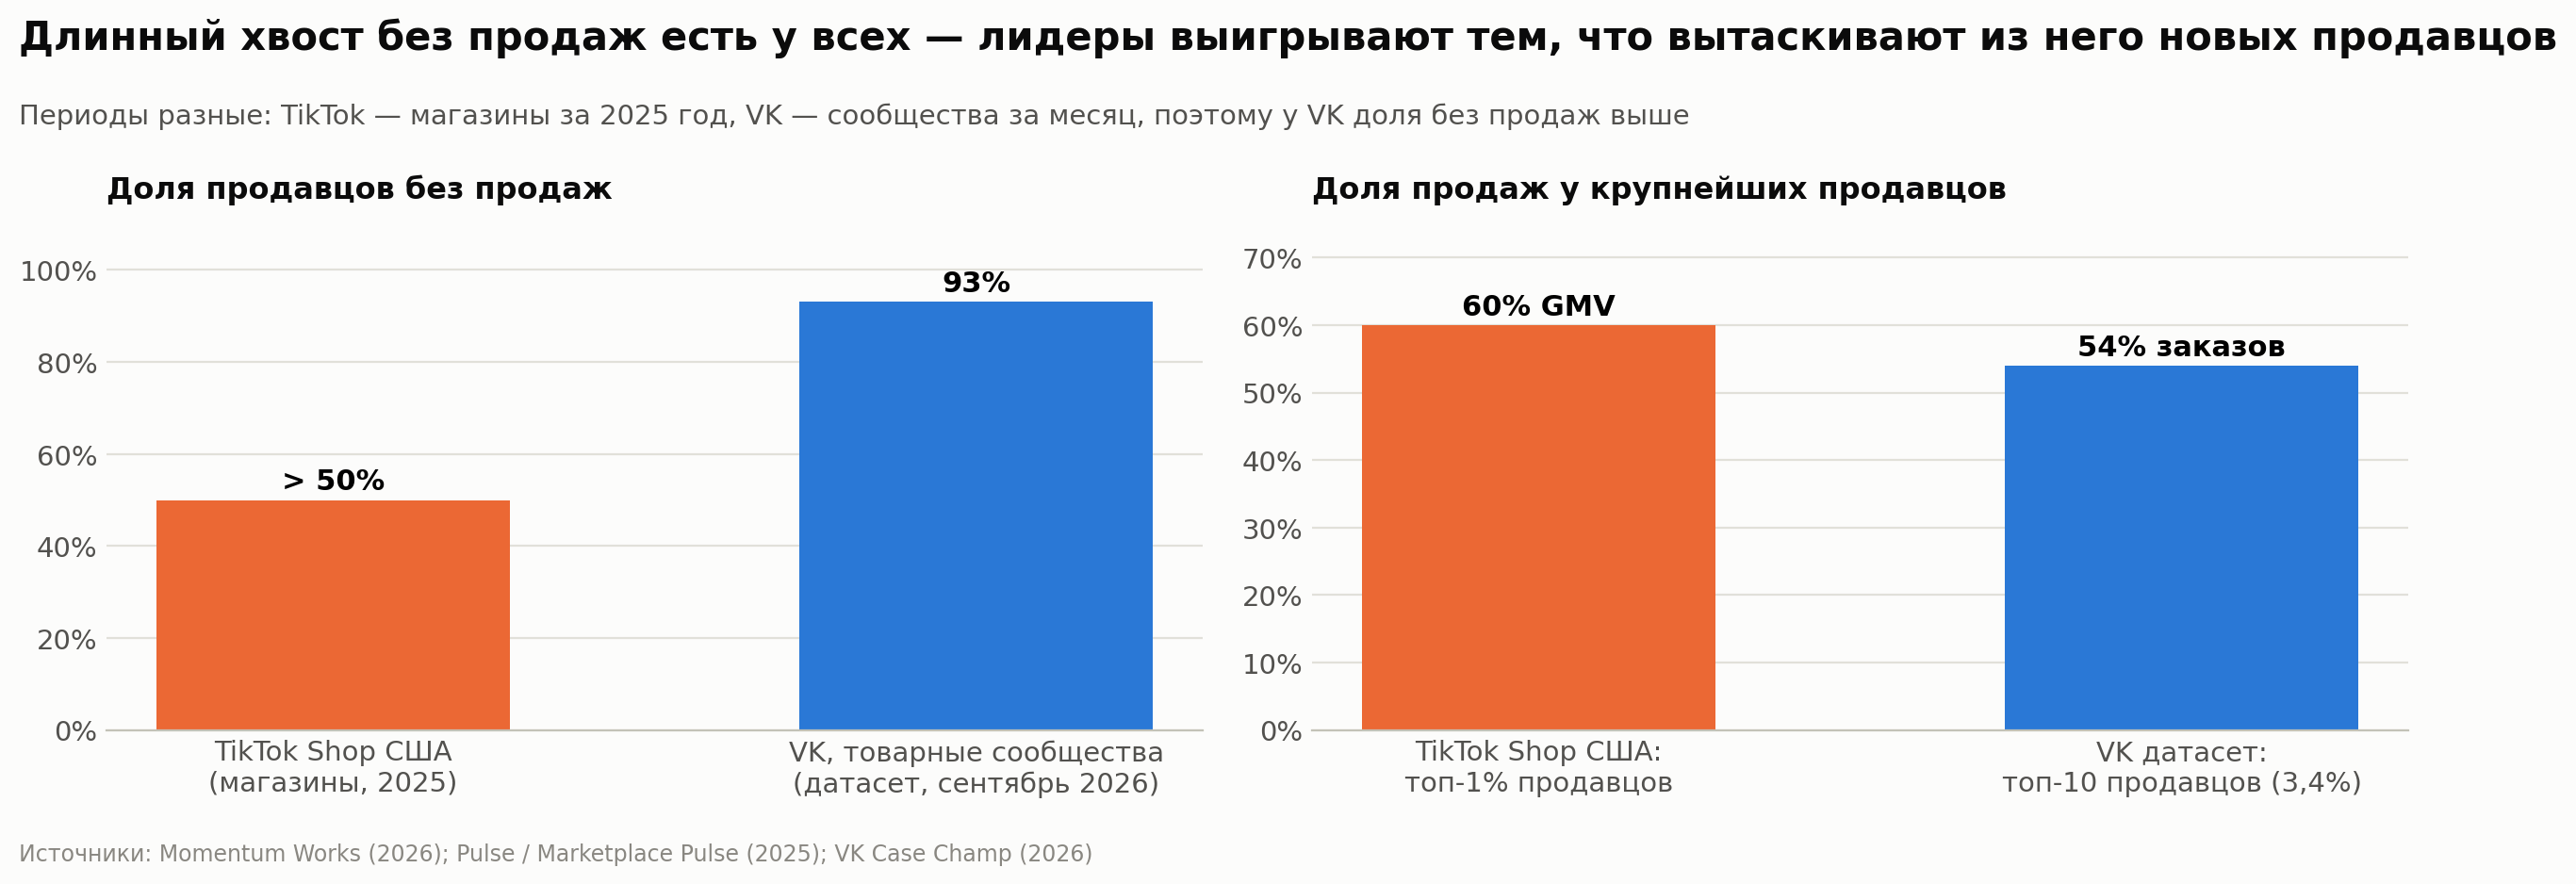 Длинный хвост без продаж есть у всех — лидеры выигрывают тем, что вытаскивают из него новых продавцов
Периоды разные: TikTok — магазины за 2025 год, VK — сообщества за месяц, поэтому у VK доля без продаж выше
Доля продавцов без продаж
100%
80%
60%
40%
20%
0%
> 50%
93%
TikTok Shop США
(магазины, 2025)
VK, товарные сообщества
(датасет, сентябрь 2026)
Доля продаж у крупнейших продавцов
70%
60%
50%
40%
30%
20%
10%
0%
60% GMV
54% заказов
TikTok Shop США:
топ-1% продавцов
VK датасет:
топ-10 продавцов (3,4%)
Источники: Momentum Works (2026); Pulse / Marketplace Pulse (2025); VK Case Champ (2026)